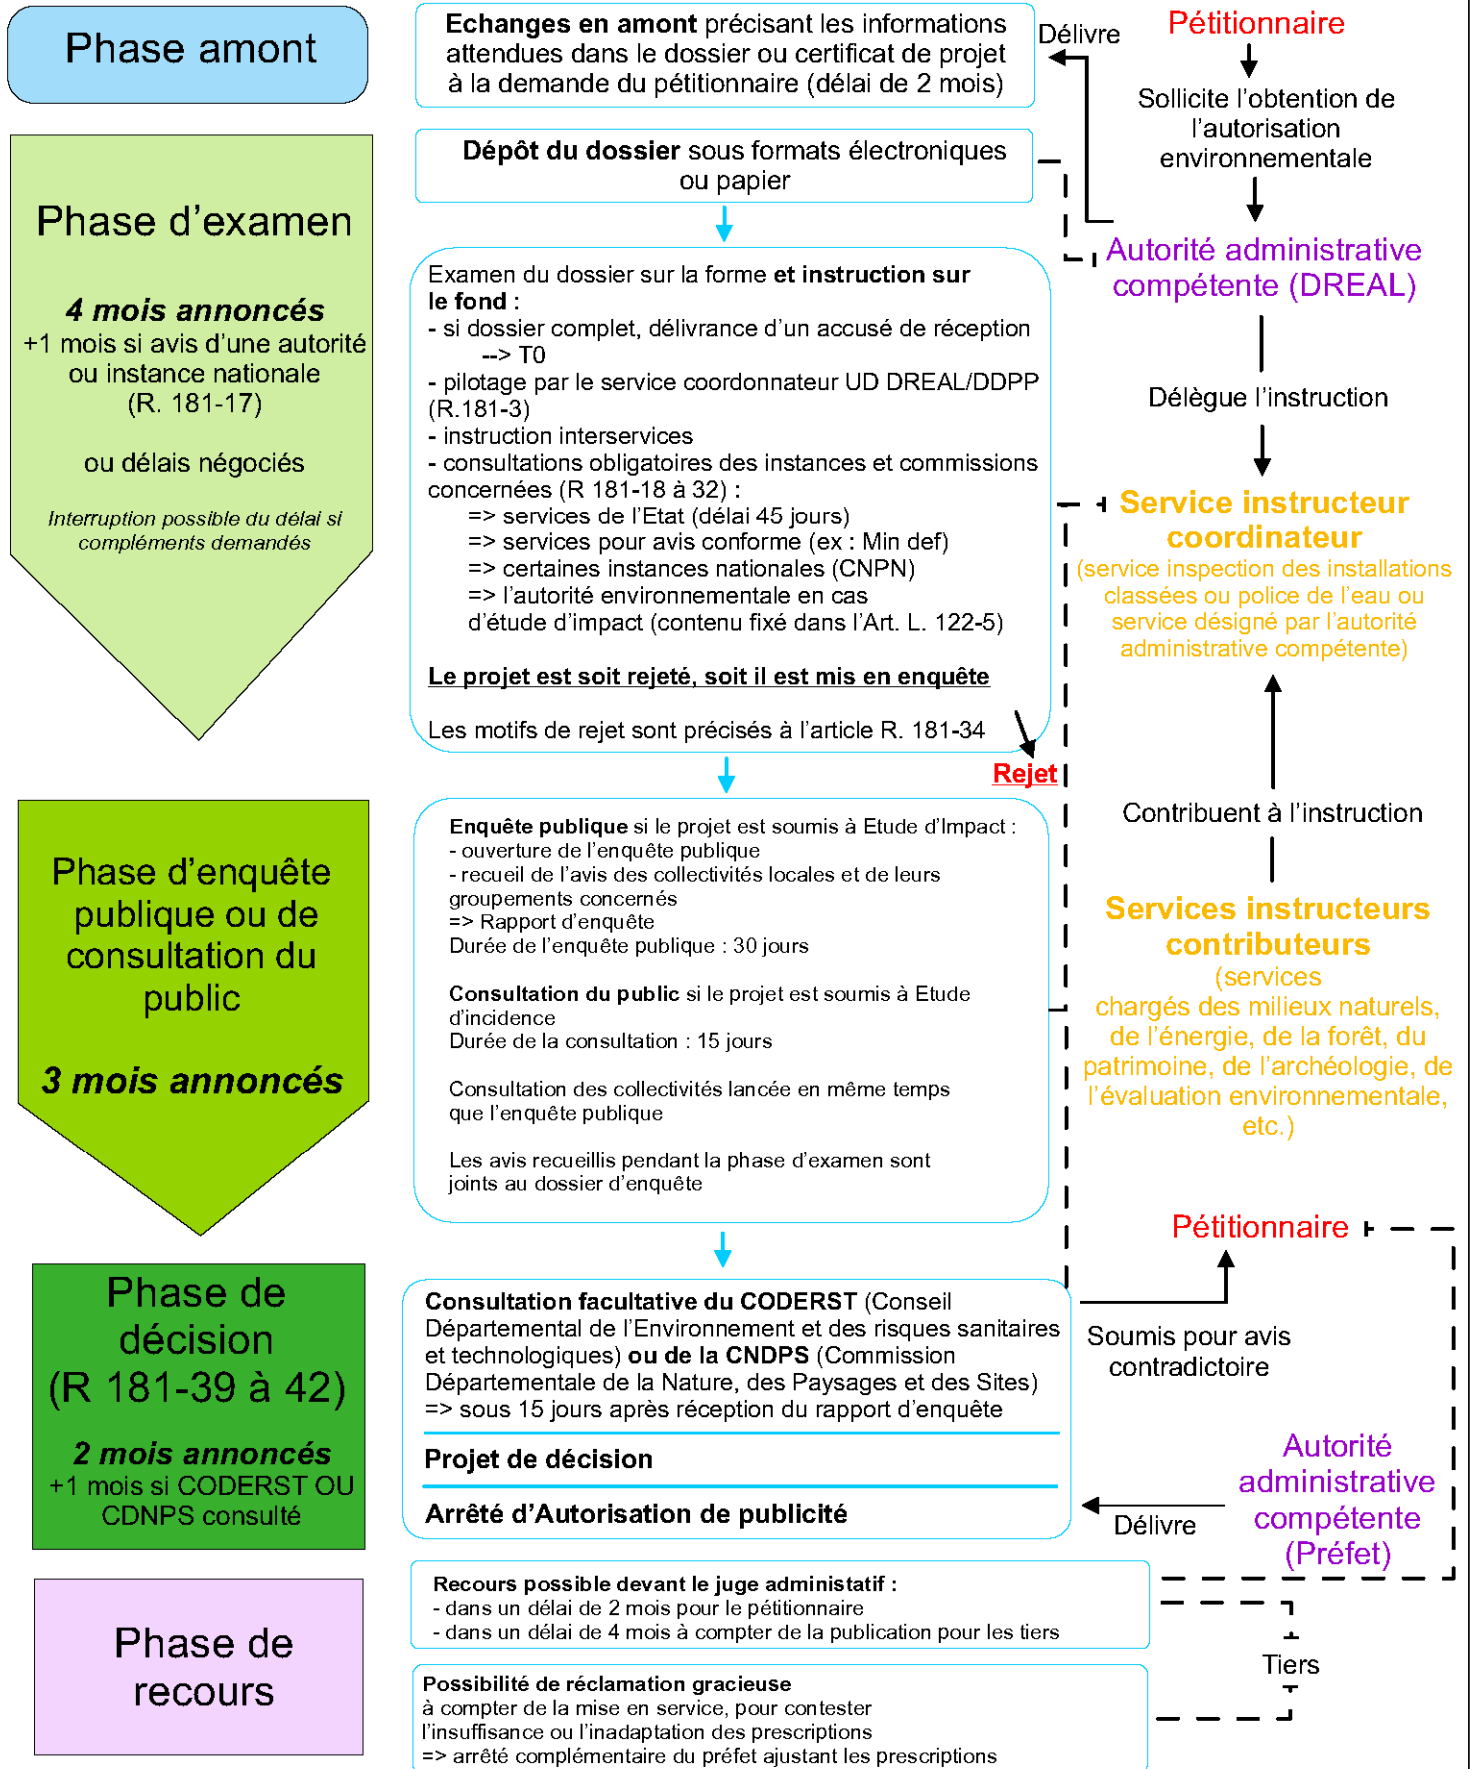 Phase amont
Echanges en amont précisant les informations
attendues dans le dossier ou certificat de projet
à la demande du pétitionnaire (délai de 2 mois)
Délivre
Pétitionnaire
Sollicite l'obtention de
l'autorisation
environnementale
Dépôt du dossier sous formats électroniques
ou papier
Autorité administrative
compétente (DREAL)
Phase d'examen
4 mois annoncés
+1 mois si avis d'une autorité
ou instance nationale
(R. 181-17)
ou délais négociés
Interruption possible du délai si
compléments demandés
Examen du dossier sur la forme et instruction sur
le fond :
- si dossier complet, délivrance d'un accusé de réception
--> T0
- pilotage par le service coordonnateur UD DREAL/DDPP
(R.181-3)
- instruction interservices
- consultations obligatoires des instances et commissions
concernées (R 181-18 à 32) :
=> services de l'Etat (délai 45 jours)
=> services pour avis conforme (ex : Min def)
=> certaines instances nationales (CNPN)
=> l'autorité environnementale en cas
d'étude d'impact (contenu fixé dans l'Art. L. 122-5)
Le projet est soit rejeté, soit il est mis en enquête
Les motifs de rejet sont précisés à l'article R. 181-34
Rejet
Délègue l'instruction
Service instructeur
coordinateur
(service inspection des installations
classées ou police de l'eau ou
service désigné par l'autorité
administrative compétente)
Contribuent à l'instruction
Services instructeurs
contributeurs
(services
chargés des milieux naturels,
de l'énergie, de la forêt, du
patrimoine, de l'archéologie, de
l'évaluation environnementale,
etc.)
Phase d'enquête
publique ou de
consultation du
public
3 mois annoncés
Enquête publique si le projet est soumis à Etude d'Impact :
- ouverture de l'enquête publique
- recueil de l'avis des collectivités locales et de leurs
groupements concernés
=> Rapport d'enquête
Durée de l'enquête publique : 30 jours
Consultation du public si le projet est soumis à Etude
d'incidence
Durée de la consultation : 15 jours
Consultation des collectivités lancée en même temps
que l'enquête publique
Les avis recueillis pendant la phase d'examen sont
joints au dossier d'enquête
Pétitionnaire
Phase de
décision
(R 181-39 à 42)
2 mois annoncés
+1 mois si CODERST OU
CDNPS consulté
Consultation facultative du CODERST (Conseil
Départemental de l'Environnement et des risques sanitaires
et technologiques) ou de la CNDPS (Commission
Départementale de la Nature, des Paysages et des Sites)
=> sous 15 jours après réception du rapport d'enquête
Projet de décision
Arrêté d'Autorisation de publicité
Soumis pour avis
contradictoire
Délivre
Autorité
administrative
compétente
(Préfet)
Phase de
recours
Recours possible devant le juge administatif :
- dans un délai de 2 mois pour le pétitionnaire
- dans un délai de 4 mois à compter de la publication pour les tiers
Tiers
Possibilité de réclamation gracieuse
à compter de la mise en service, pour contester
l'insuffisance ou l'inadaptation des prescriptions
=> arrêté complémentaire du préfet ajustant les prescriptions